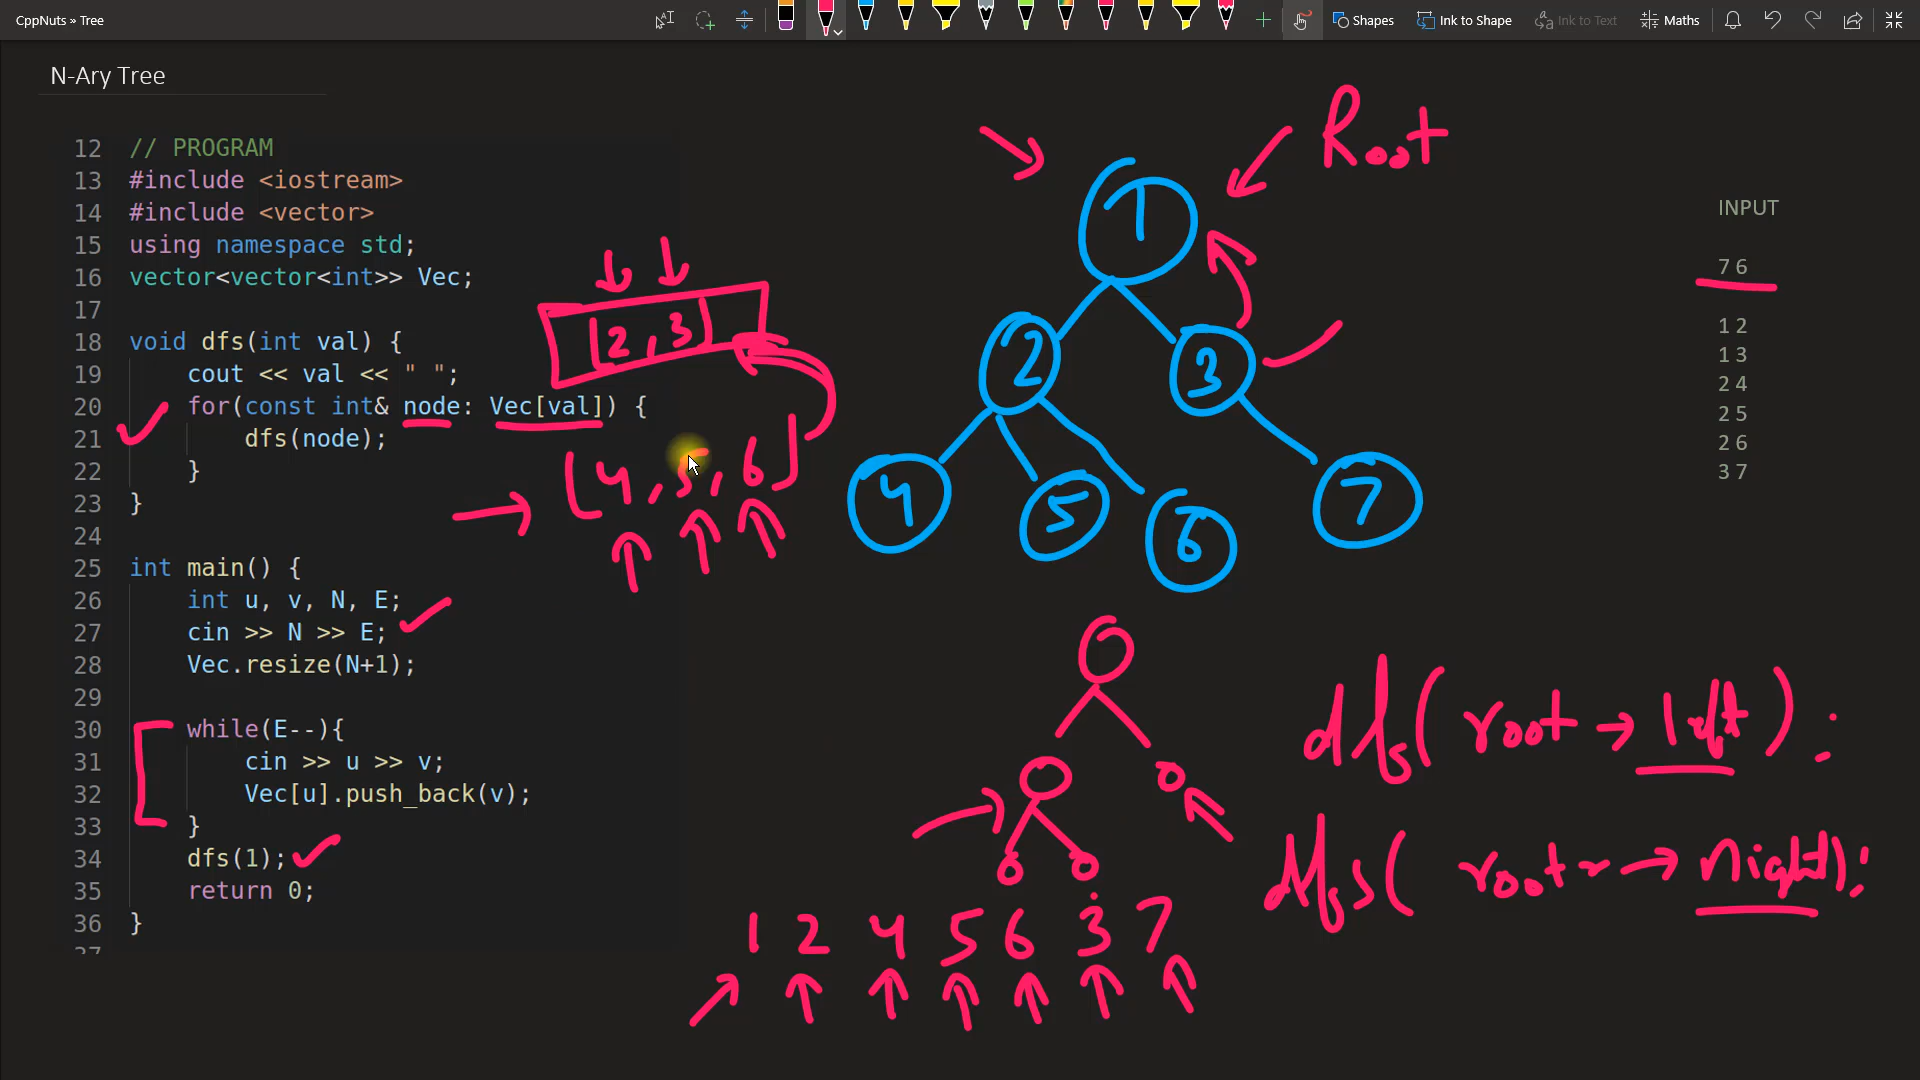 CppNuts » Tree
Shapes
Ink to Shape
Ink to Text
Maths
N-Ary Tree
12 // PROGRAM
13 #include <iostream>
14 #include <vector>
15 using namespace std;
16 vector<vector<int>> Vec;
17
18 void dfs(int val) {
19 cout << val << " ";
20 for(const int& node: Vec[val]) {
21 dfs(node);
22 }
23 }
24
25 int main() {
26 int u, v, N, E;
27 cin >> N >> E;
28 Vec.resize(N+1);
29
30 while(E--){
31 cin >> u >> v;
32 Vec[u].push_back(v);
33 }
34 dfs(1);
35 return 0;
36 }
37
[2,3]
[4,5,6]
Root
1
2
3
4
5
6
7
INPUT
7 6
1 2
1 3
2 4
2 5
2 6
3 7
dfs( root → left );
dfs( root → right );
1 2 4 5 6 3 7